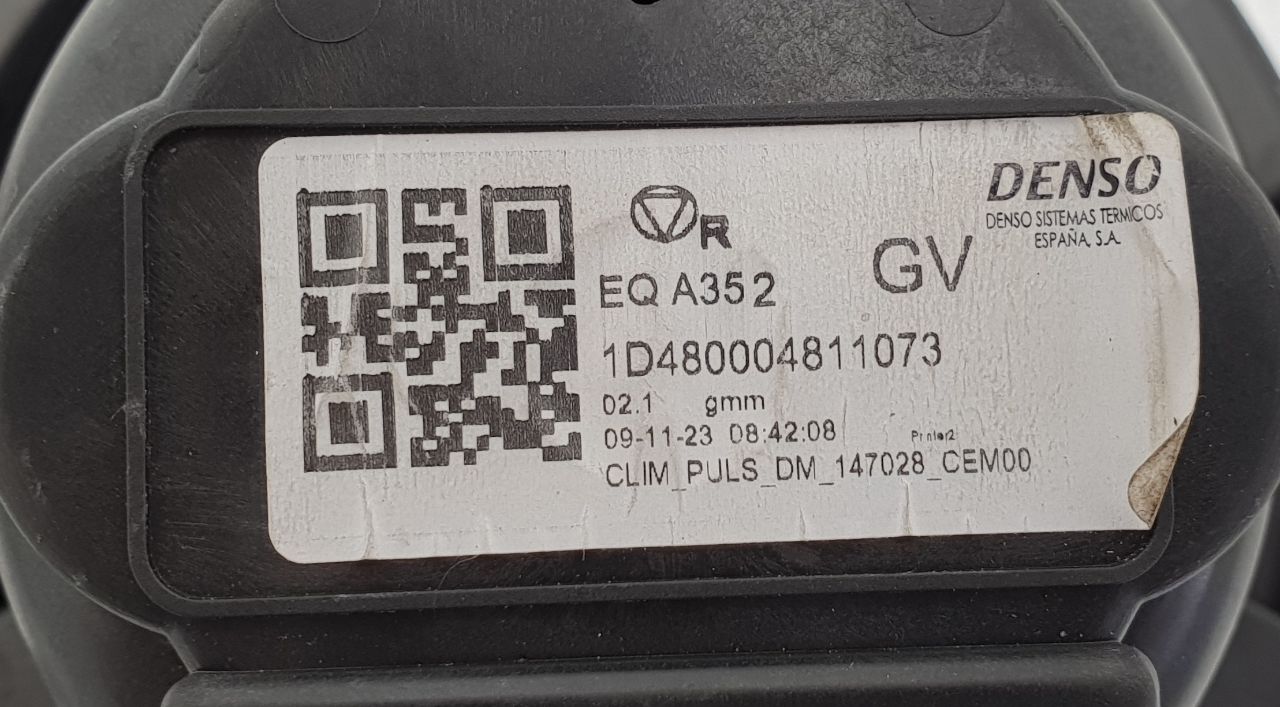 R
DENSO
DENSO SISTEMAS TERMICOS
ESPAÑA, S.A.
GV
EQ A352
1D480004811073
02.1 gmm
09-11-23 08:42:08 Printer2
CLIM_PULS_DM_147028_CEM00